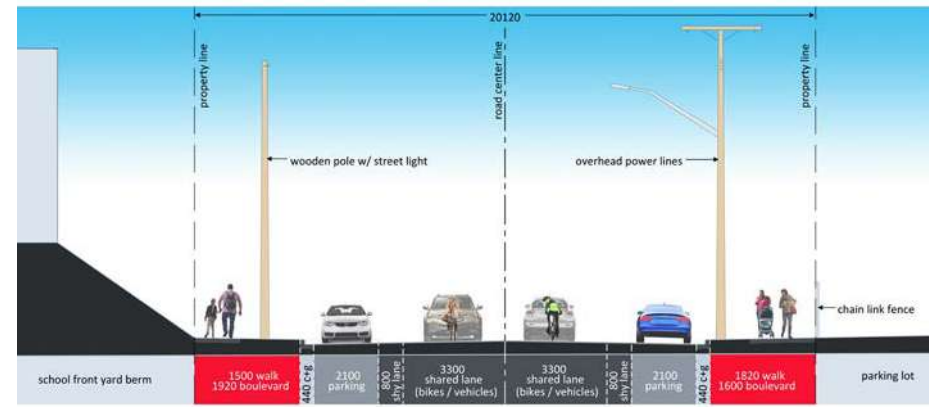 20120
property line
road center line
property line
wooden pole w/ street light
overhead power lines
chain link fence
school front yard berm
1500 walk
1920 boulevard
440 c+g
2100
parking
800
shy lane
3300
shared lane
(bikes / vehicles)
3300
shared lane
(bikes / vehicles)
800
shy lane
2100
parking
440 c+g
1820 walk
1600 boulevard
parking lot